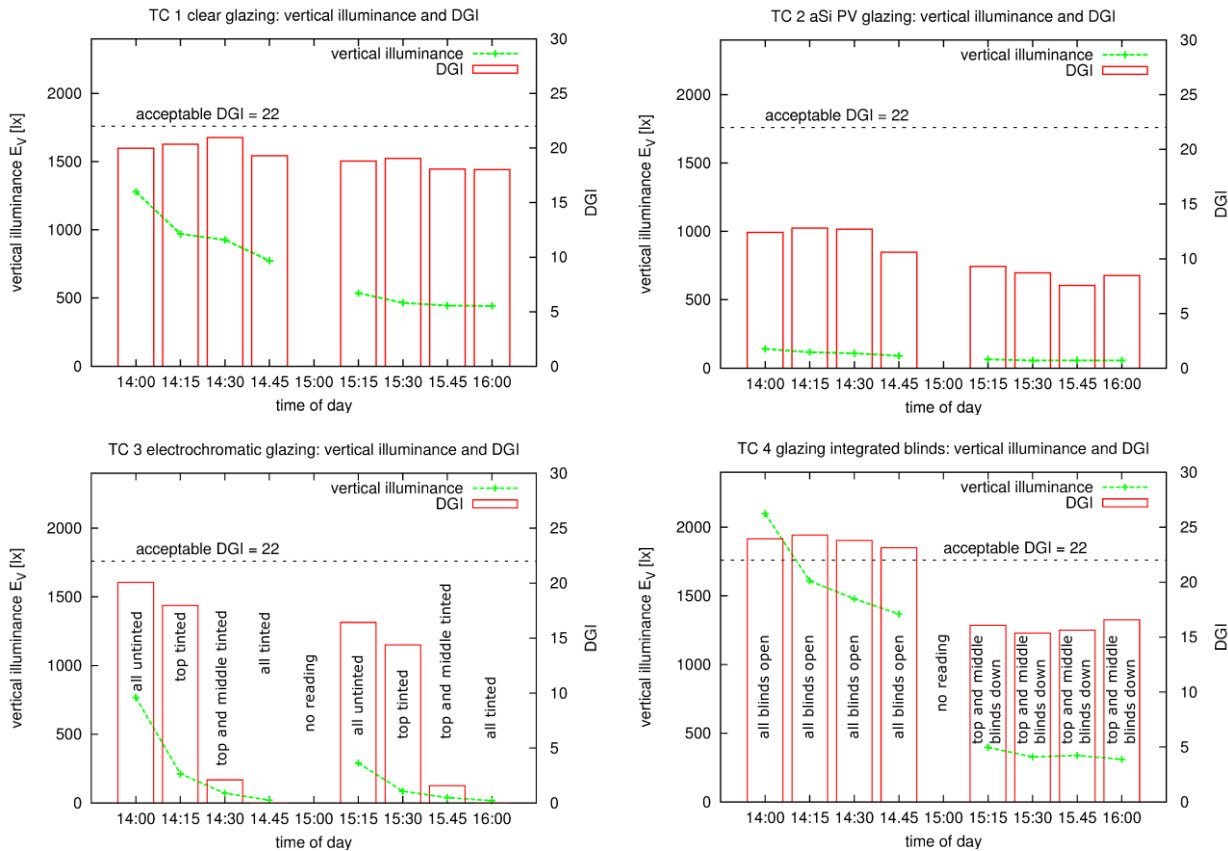 TC 1 clear glazing: vertical illuminance and DGI
vertical illuminance
DGI
acceptable DGI = 22
vertical illuminance E_V [lx]
2000
1500
1000
500
0
30
25
20
15
10
5
0
DGI
14:00 14:15 14:30 14.45 15:00 15:15 15:30 15.45 16:00
time of day
TC 2 aSi PV glazing: vertical illuminance and DGI
vertical illuminance
DGI
acceptable DGI = 22
vertical illuminance E_V [lx]
2000
1500
1000
500
0
30
25
20
15
10
5
0
DGI
14:00 14:15 14:30 14.45 15:00 15:15 15:30 15.45 16:00
time of day
TC 3 electrochromatic glazing: vertical illuminance and DGI
vertical illuminance
DGI
acceptable DGI = 22
vertical illuminance E_V [lx]
2000
1500
1000
500
0
all untinted
top tinted
top and middle tinted
all tinted
no reading
all untinted
top tinted
top and middle tinted
all tinted
30
25
20
15
10
5
0
DGI
14:00 14:15 14:30 14.45 15:00 15:15 15:30 15.45 16:00
time of day
TC 4 glazing integrated blinds: vertical illuminance and DGI
vertical illuminance
DGI
acceptable DGI = 22
vertical illuminance E_V [lx]
2000
1500
1000
500
0
all blinds open
all blinds open
all blinds open
all blinds open
no reading
top and middle
blinds down
top and middle
blinds down
top and middle
blinds down
top and middle
blinds down
30
25
20
15
10
5
0
DGI
14:00 14:15 14:30 14.45 15:00 15:15 15:30 15.45 16:00
time of day